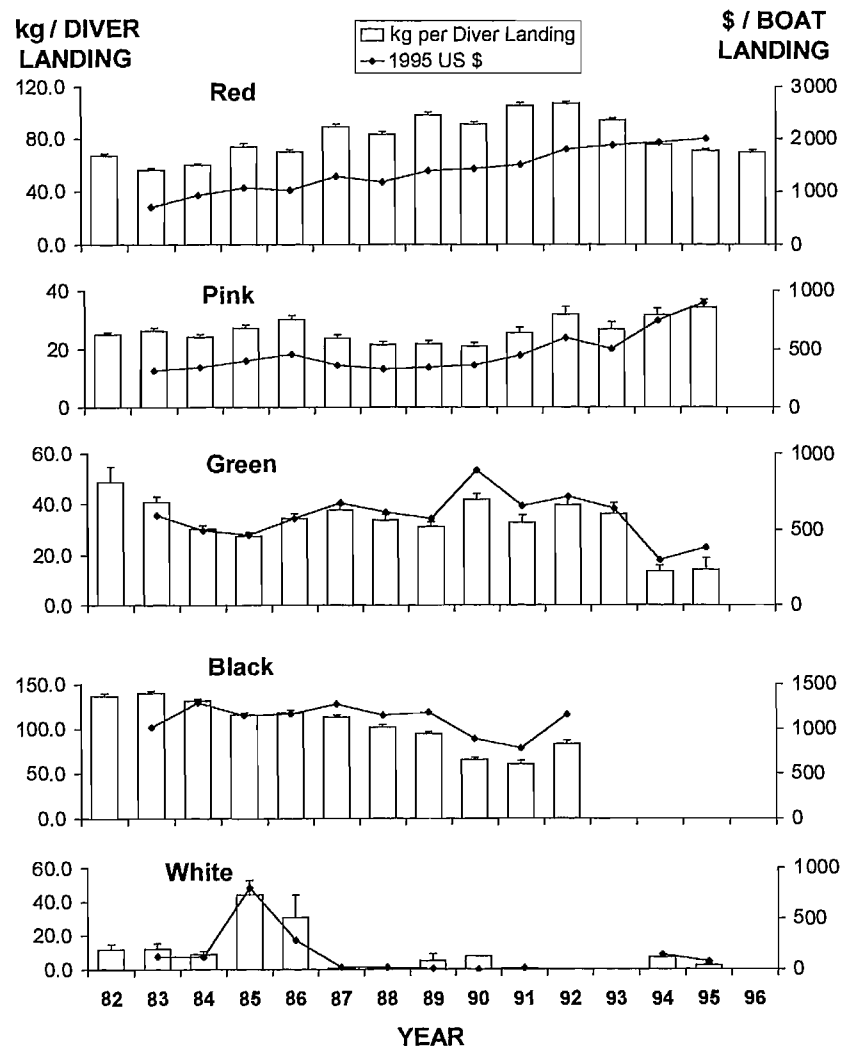 kg / DIVER
LANDING
kg per Diver Landing
1995 US $
$ / BOAT
LANDING
Red
120.0
80.0
40.0
0.0
3000
2000
1000
0
Pink
40
20
0
1000
500
0
Green
60.0
40.0
20.0
0.0
1000
500
0
Black
150.0
100.0
50.0
0.0
1500
1000
500
0
White
60.0
40.0
20.0
0.0
1000
500
0
82 83 84 85 86 87 88 89 90 91 92 93 94 95 96
YEAR